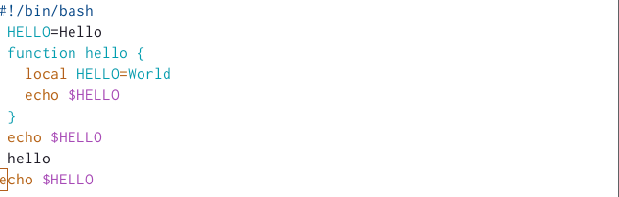 #!/bin/bash
HELLO=Hello
function hello {
local HELLO=World
echo $HELLO
}
echo $HELLO
hello
echo $HELLO